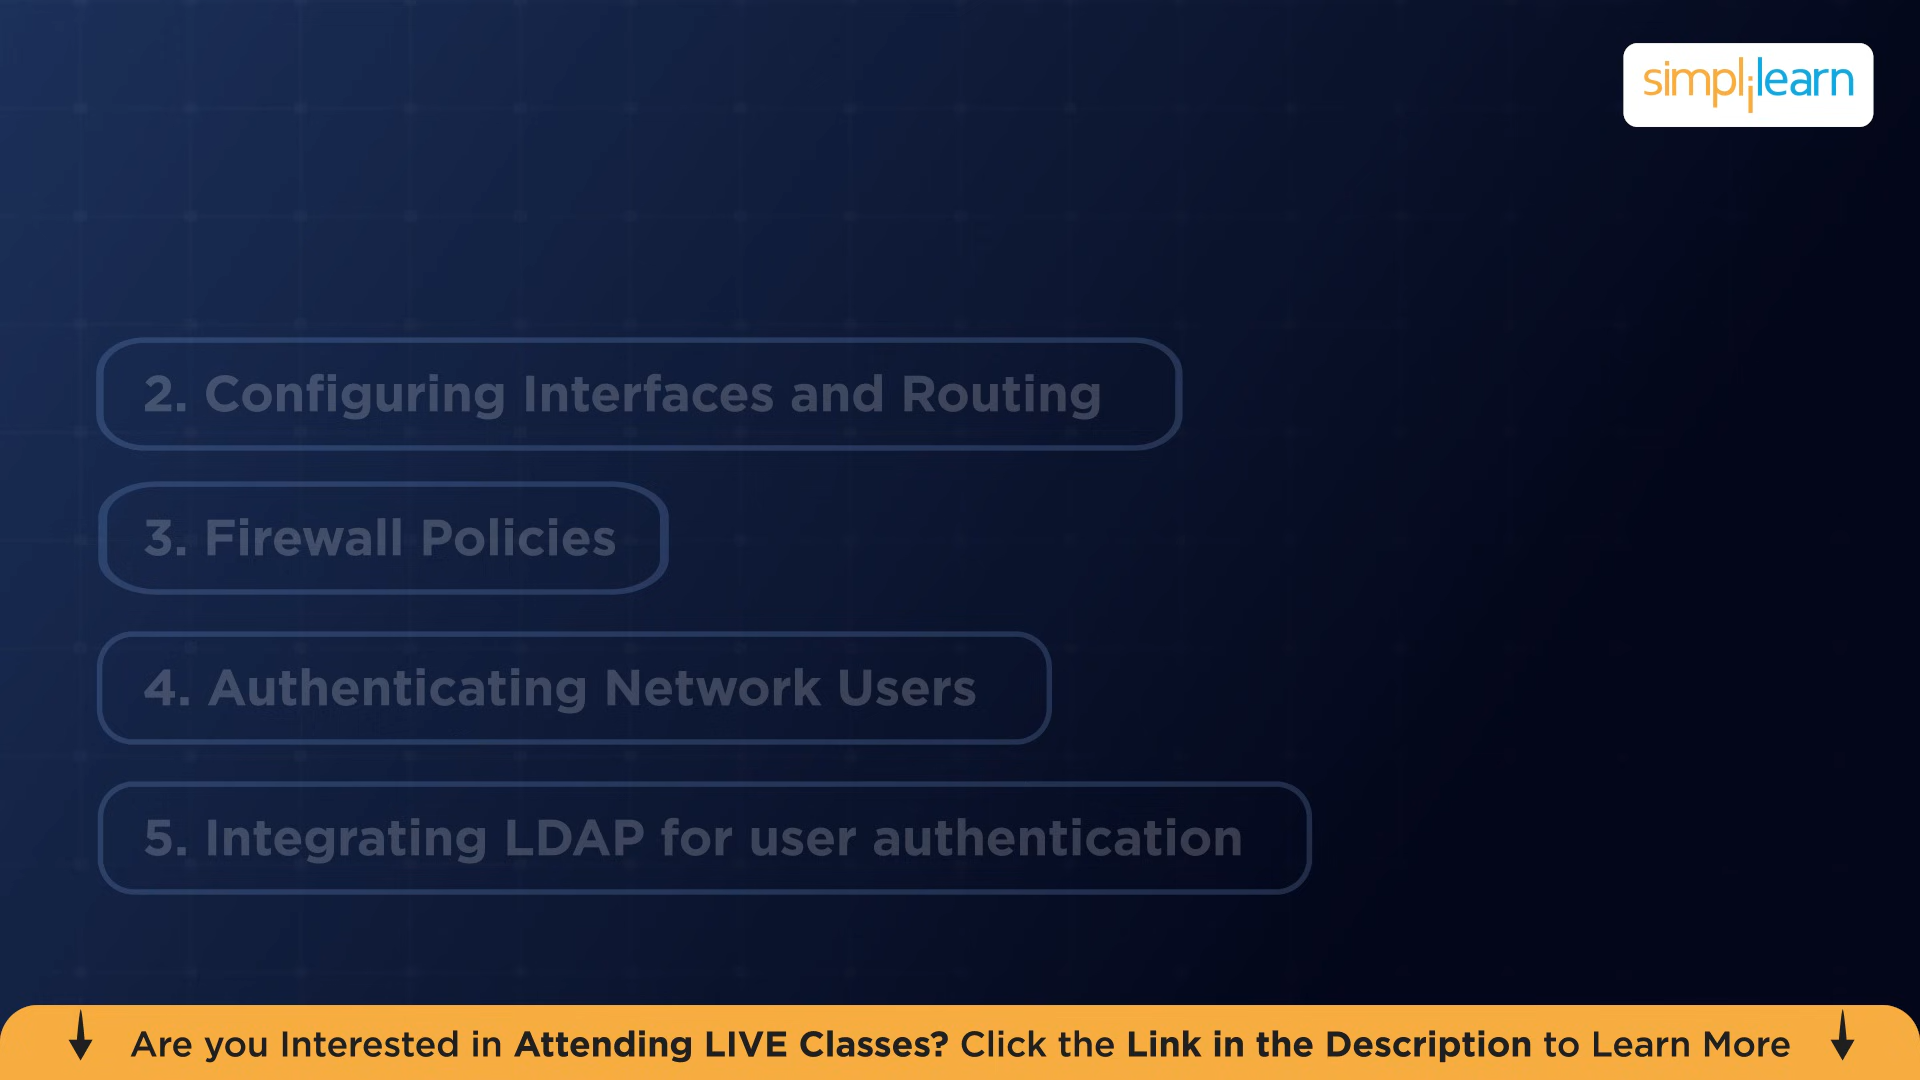 simplilearn
2. Configuring Interfaces and Routing
3. Firewall Policies
4. Authenticating Network Users
5. Integrating LDAP for user authentication
Are you Interested in Attending LIVE Classes? Click the Link in the Description to Learn More